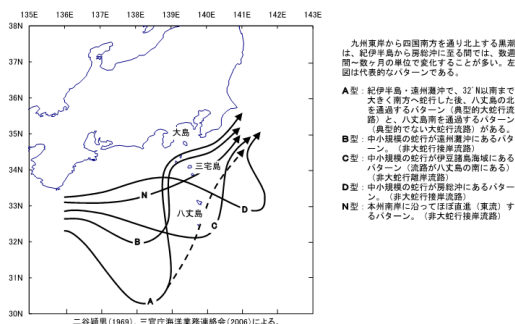 135E 136E 137E 138E 139E 140E 141E 142E 143E
38N
37N
36N
35N
34N
33N
32N
31N
30N
大島
三宅島
八丈島
N
D
C
B
A
二谷穎男(1969)、三官庁海洋業務連絡会(2006)による。
九州東岸から四国南方を通り北上する黒潮
は、紀伊半島から房総沖に至る間では、数週
間～数ヶ月の単位で変化することが多い。左
図は代表的なパターンである。
A型：紀伊半島・遠州灘沖で、32°N以南まで
大きく南方へ蛇行した後、八丈島の北
を通過するパターン（典型的大蛇行流
路）と、八丈島南を通過するパターン
（典型的でない大蛇行流路）がある。
B型：中小規模の蛇行が遠州灘沖にあるパタ
ーン。（非大蛇行接岸流路）
C型：中小規模の蛇行が伊豆諸島海域にある
パターン（流路が八丈島の南にある）
（非大蛇行離岸流路）
D型：中小規模の蛇行が房総沖にあるパター
ン。（非大蛇行接岸流路）
N型：本州南岸に沿ってほぼ直進（東流）す
るパターン。（非大蛇行接岸流路）